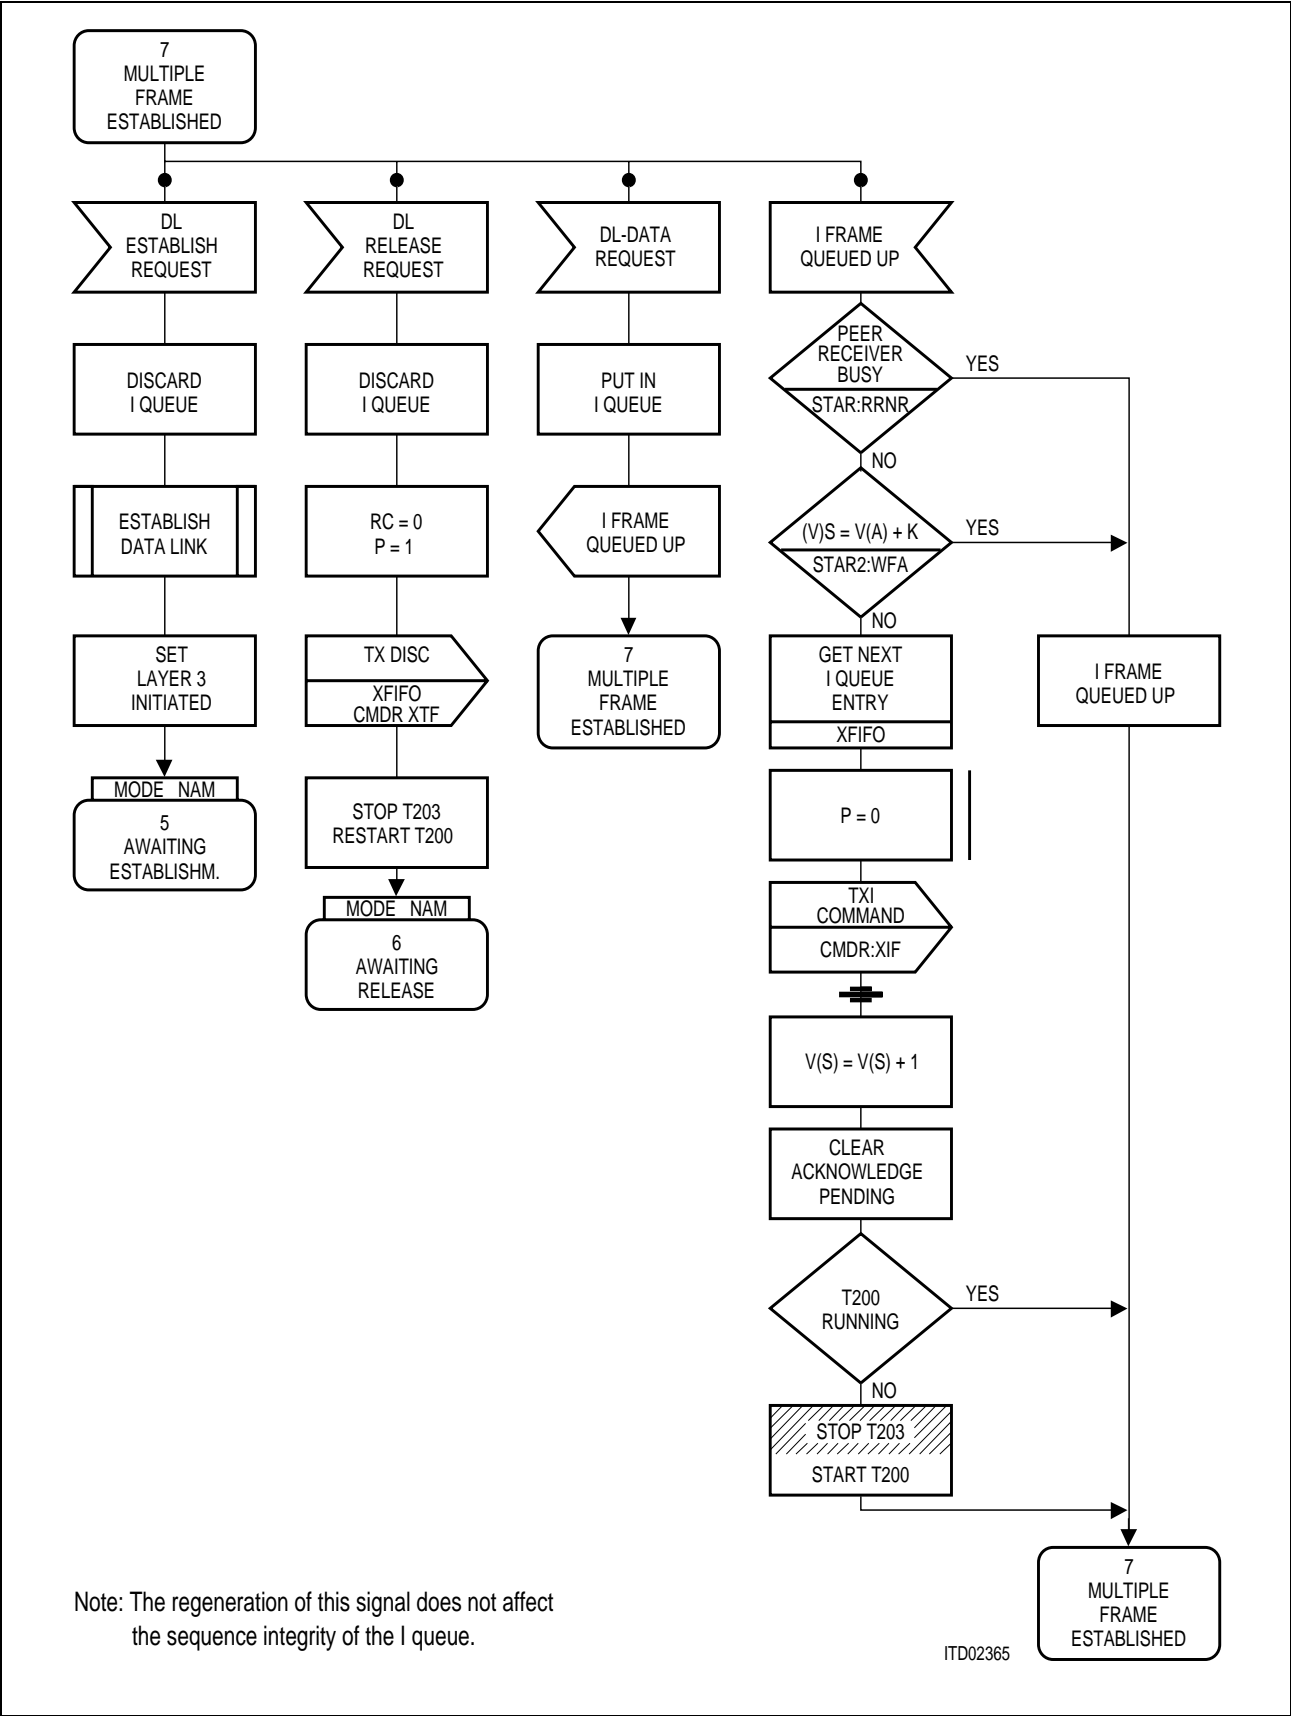 7
MULTIPLE
FRAME
ESTABLISHED
DL
ESTABLISH
REQUEST
DISCARD
I QUEUE
ESTABLISH
DATA LINK
SET
LAYER 3
INITIATED
MODE NAM
5
AWAITING
ESTABLISHM.
DL
RELEASE
REQUEST
DISCARD
I QUEUE
RC = 0
P = 1
TX DISC
XFIFO
CMDR XTF
STOP T203
RESTART T200
MODE NAM
6
AWAITING
RELEASE
DL-DATA
REQUEST
PUT IN
I QUEUE
I FRAME
QUEUED UP
7
MULTIPLE
FRAME
ESTABLISHED
I FRAME
QUEUED UP
PEER
RECEIVER
BUSY
STAR:RRNR
YES
NO
(V)S = V(A) + K
STAR2:WFA
YES
NO
GET NEXT
I QUEUE
ENTRY
XFIFO
I FRAME
QUEUED UP
P = 0
TXI
COMMAND
CMDR:XIF
V(S) = V(S) + 1
CLEAR
ACKNOWLEDGE
PENDING
T200
RUNNING
YES
NO
STOP T203
START T200
7
MULTIPLE
FRAME
ESTABLISHED
Note: The regeneration of this signal does not affect
the sequence integrity of the I queue.
ITD02365